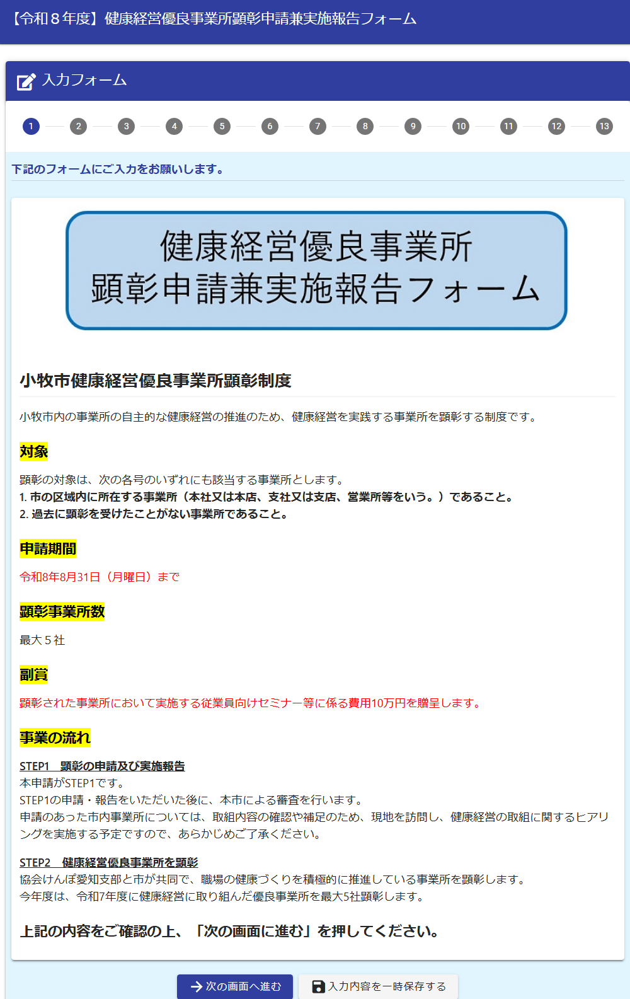 【令和８年度】健康経営優良事業所顕彰申請兼実施報告フォーム
入力フォーム
1 2 3 4 5 6 7 8 9 10 11 12 13
下記のフォームにご入力をお願いします。
健康経営優良事業所
顕彰申請兼実施報告フォーム
小牧市健康経営優良事業所顕彰制度
小牧市内の事業所の自主的な健康経営の推進のため、健康経営を実践する事業所を顕彰する制度です。
対象
顕彰の対象は、次の各号のいずれにも該当する事業所とします。
1. 市の区域内に所在する事業所（本社又は本店、支社又は支店、営業所等をいう。）であること。
2. 過去に顕彰を受けたことがない事業所であること。
申請期間
令和8年8月31日（月曜日）まで
顕彰事業所数
最大５社
副賞
顕彰された事業所において実施する従業員向けセミナー等に係る費用10万円を贈呈します。
事業の流れ
STEP1　顕彰の申請及び実施報告
本申請がSTEP1です。
STEP1の申請・報告をいただいた後に、本市による審査を行います。
申請のあった市内事業所については、取組内容の確認や補足のため、現地を訪問し、健康経営の取組に関するヒアリ
ングを実施する予定ですので、あらかじめご了承ください。
STEP2　健康経営優良事業所を顕彰
協会けんぽ愛知支部と市が共同で、職場の健康づくりを積極的に推進している事業所を顕彰します。
今年度は、令和7年度に健康経営に取り組んだ優良事業所を最大5社顕彰します。
上記の内容をご確認の上、「次の画面に進む」を押してください。
次の画面へ進む
入力内容を一時保存する